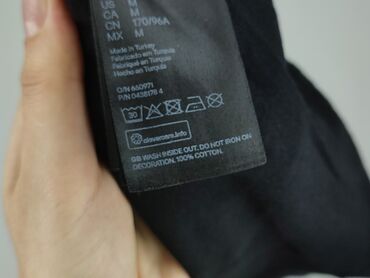 US M
CA M
CN 170/96A
MX M
Made in Turkey
Fabricado em Turquia
Fabriqué en Turquie
Hecho en Turquía
O/N 660971
P/N 0438178 4
30
clevercare.info
GB WASH INSIDE OUT. DO NOT IRON ON
DECORATION. 100% COTTON.